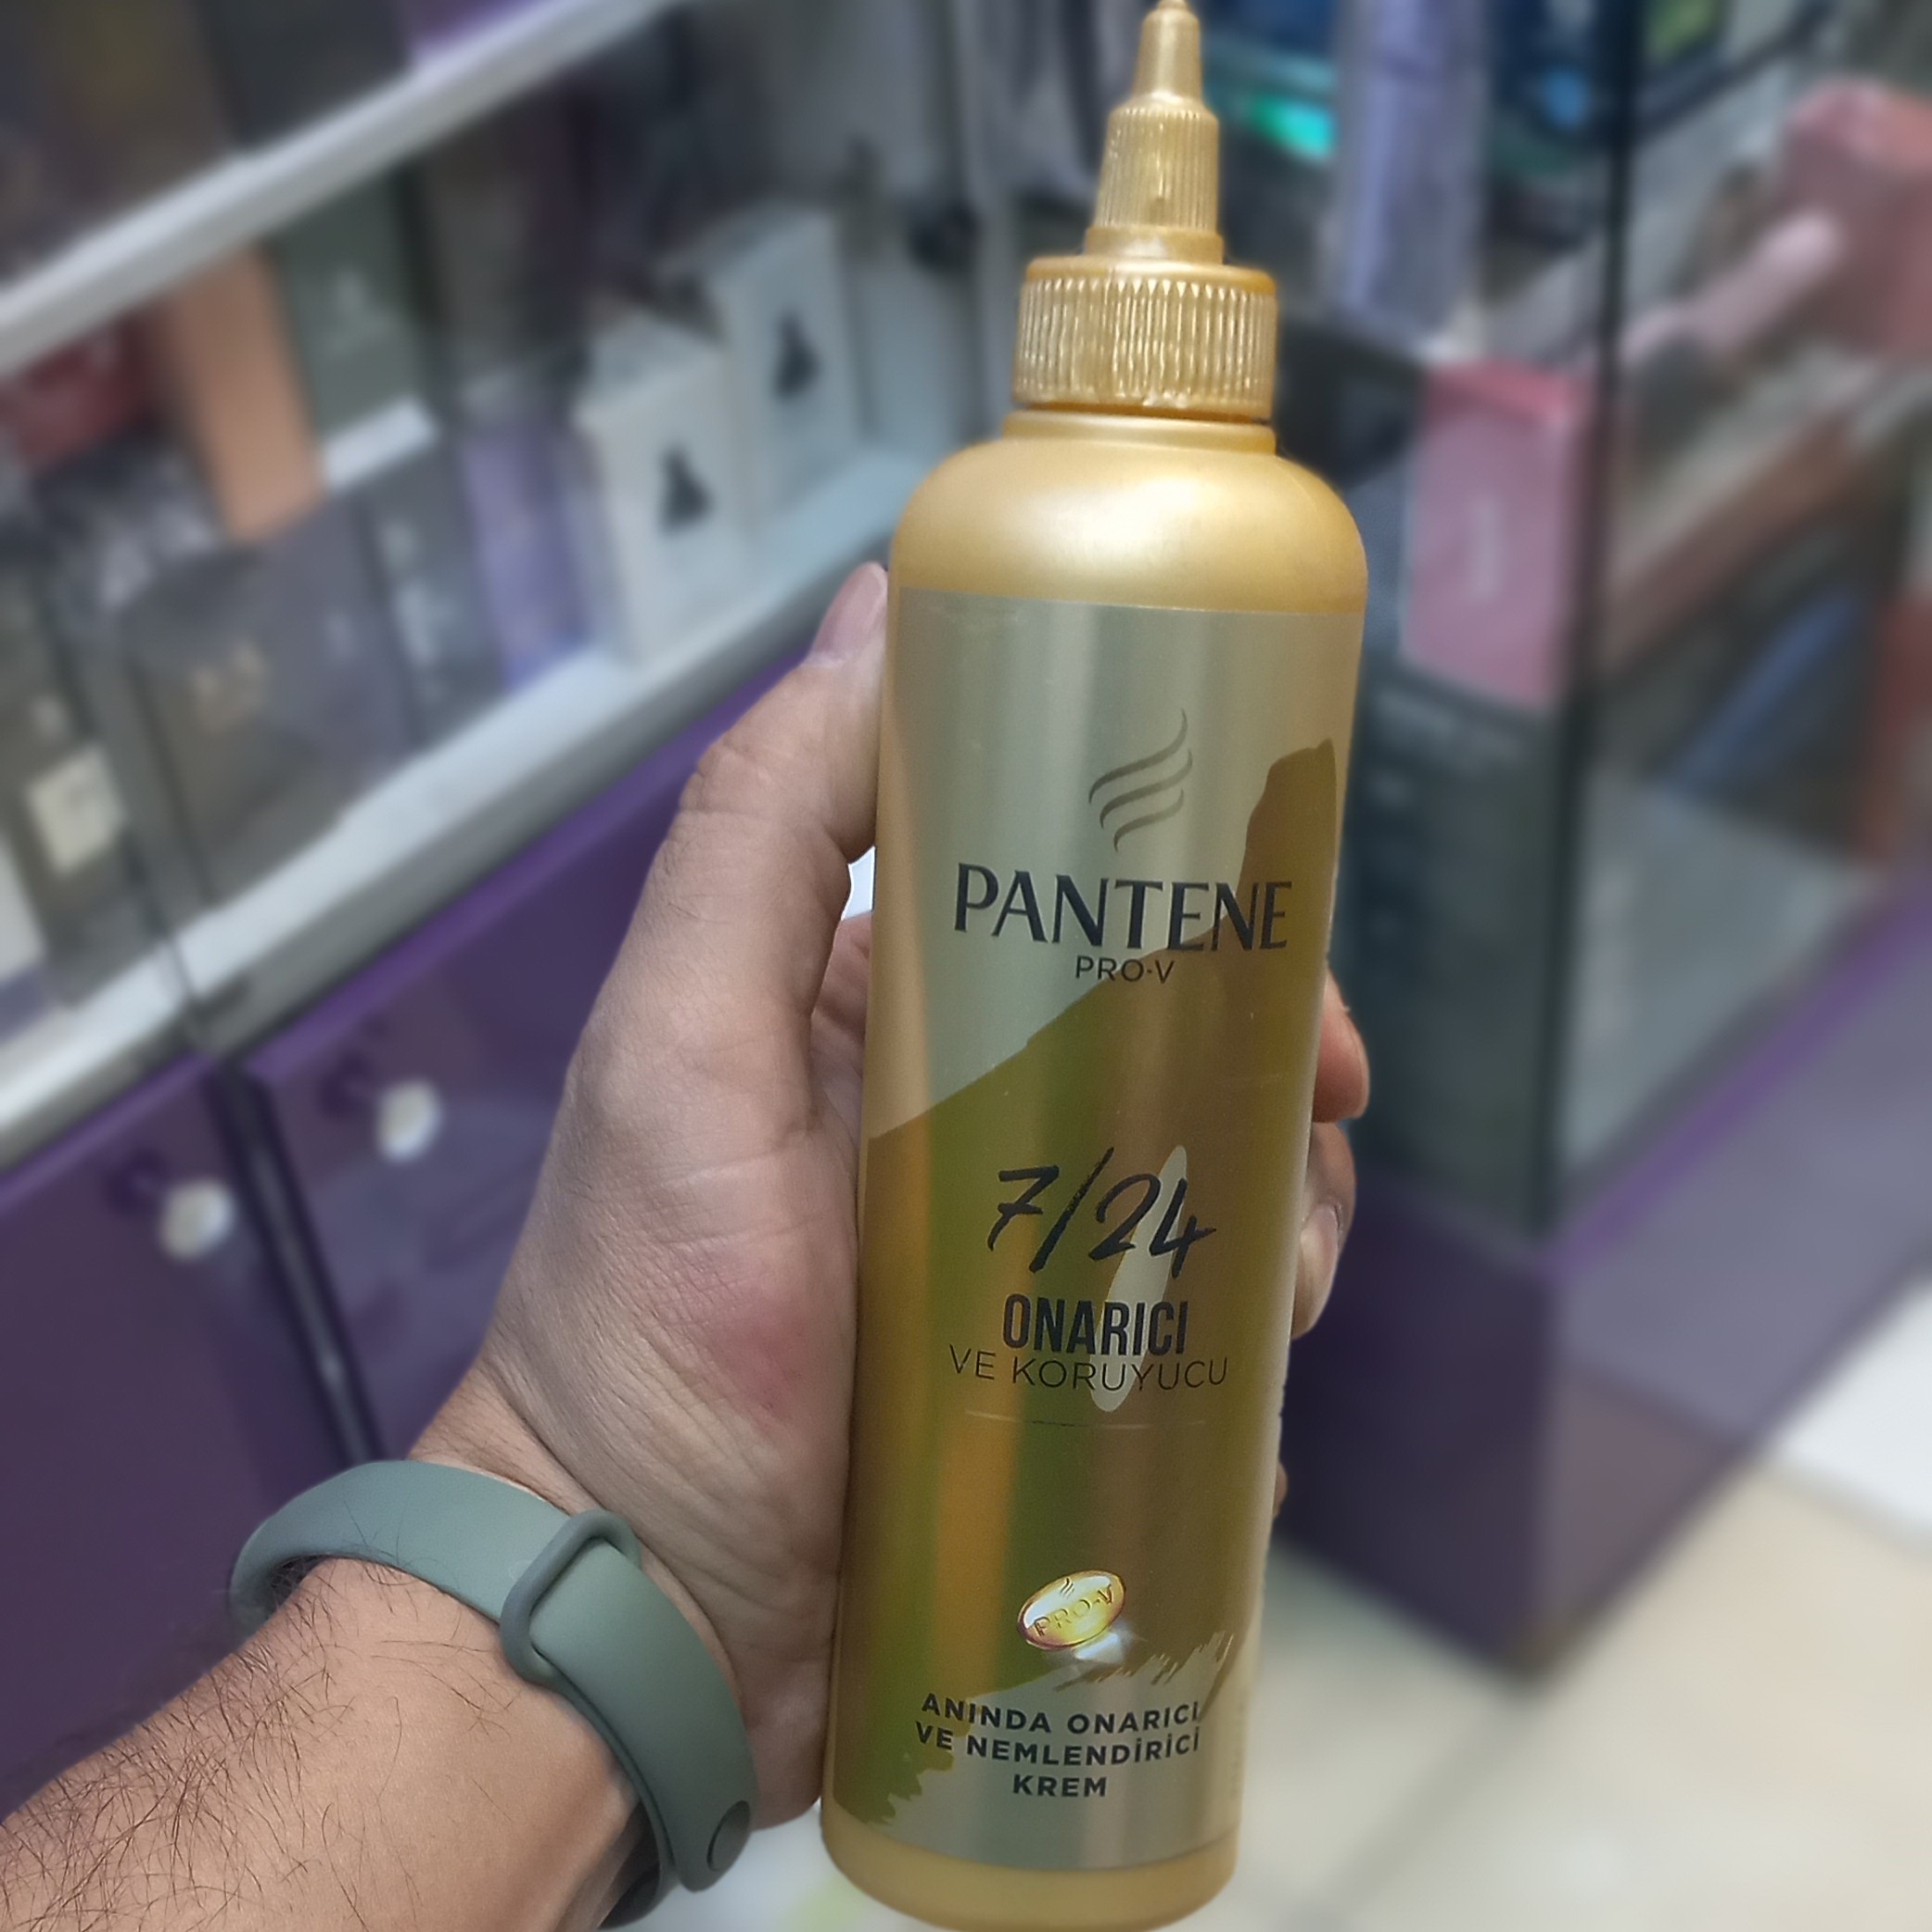 PANTENE
PRO-V
7/24
ONARICI
VE KORUYUCU
PRO-V
ANINDA ONARICI
VE NEMLENDİRİCİ
KREM